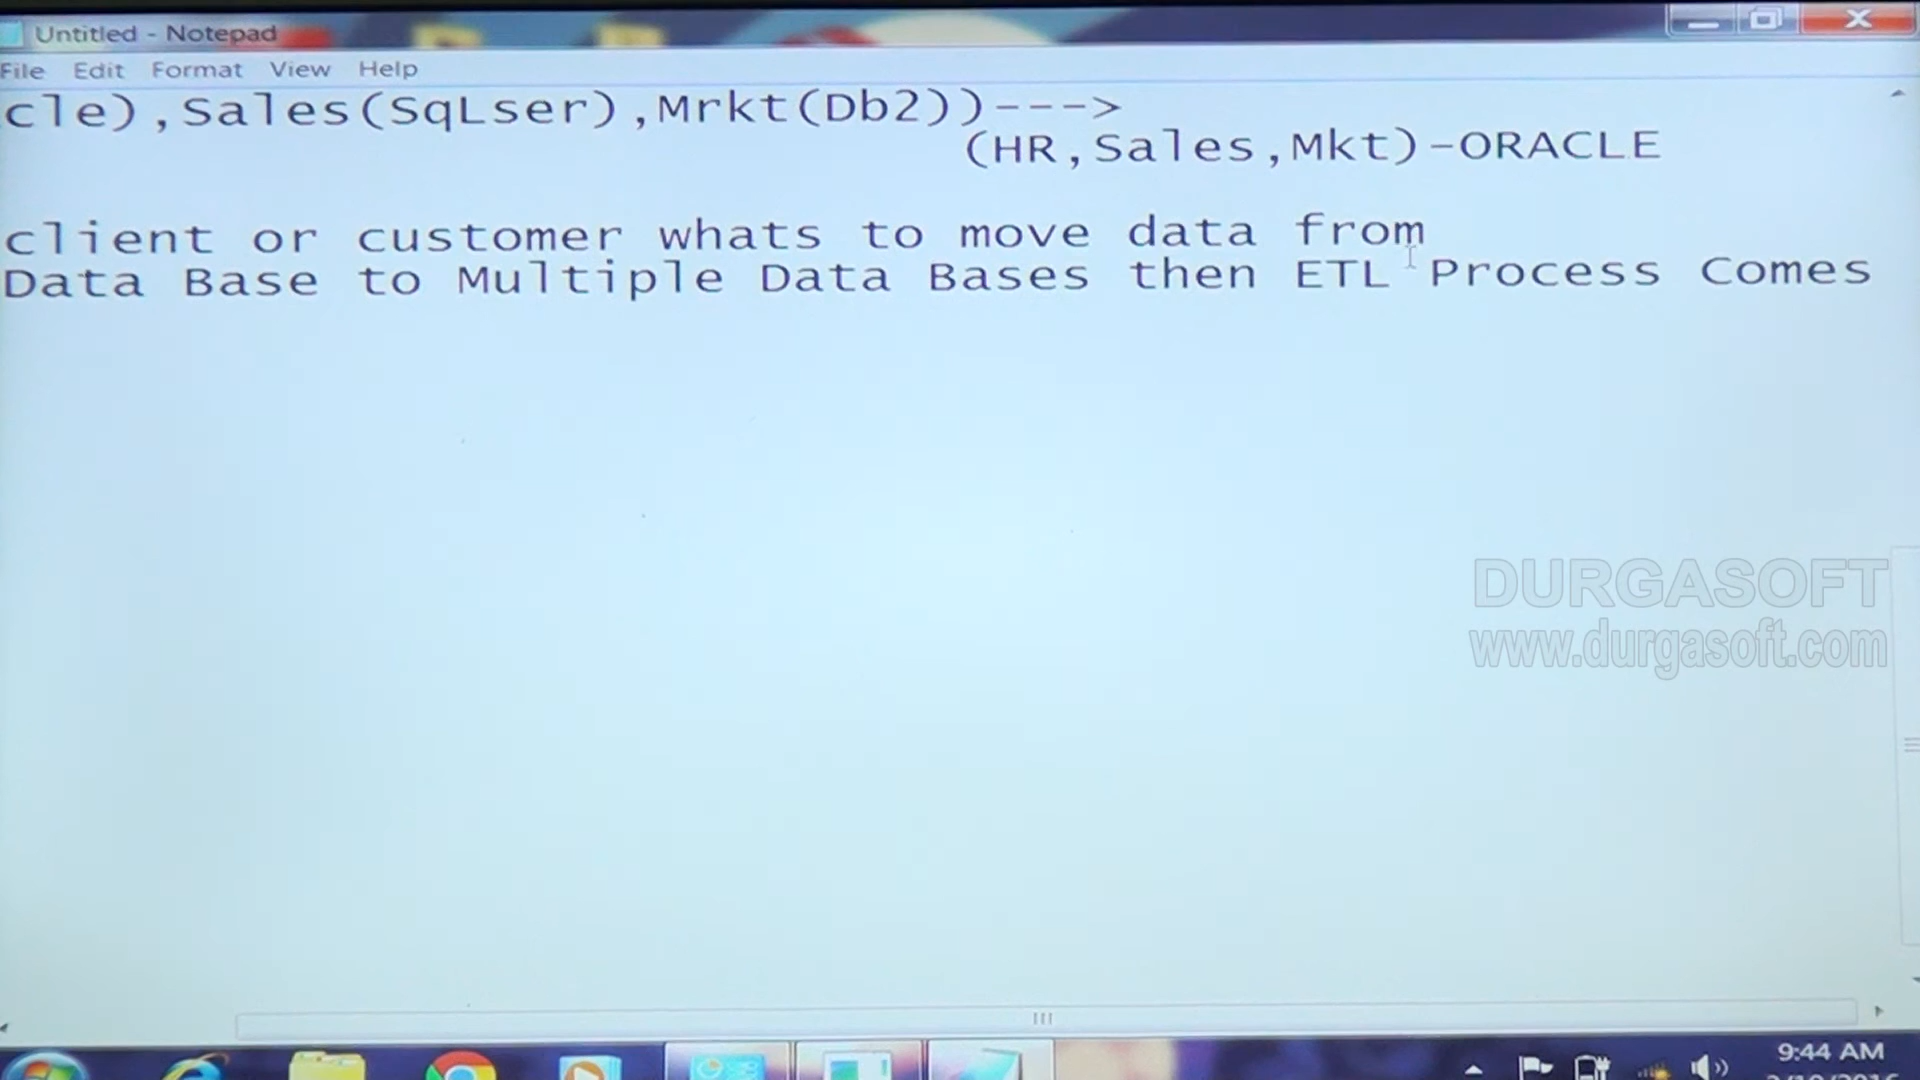 Untitled - Notepad
File Edit Format View Help
cle),Sales(SqLser),Mrkt(Db2))--->
(HR,Sales,Mkt)-ORACLE
client or customer whats to move data from
Data Base to Multiple Data Bases then ETL Process Comes
DURGASOFT
www.durgasoft.com
9:44 AM